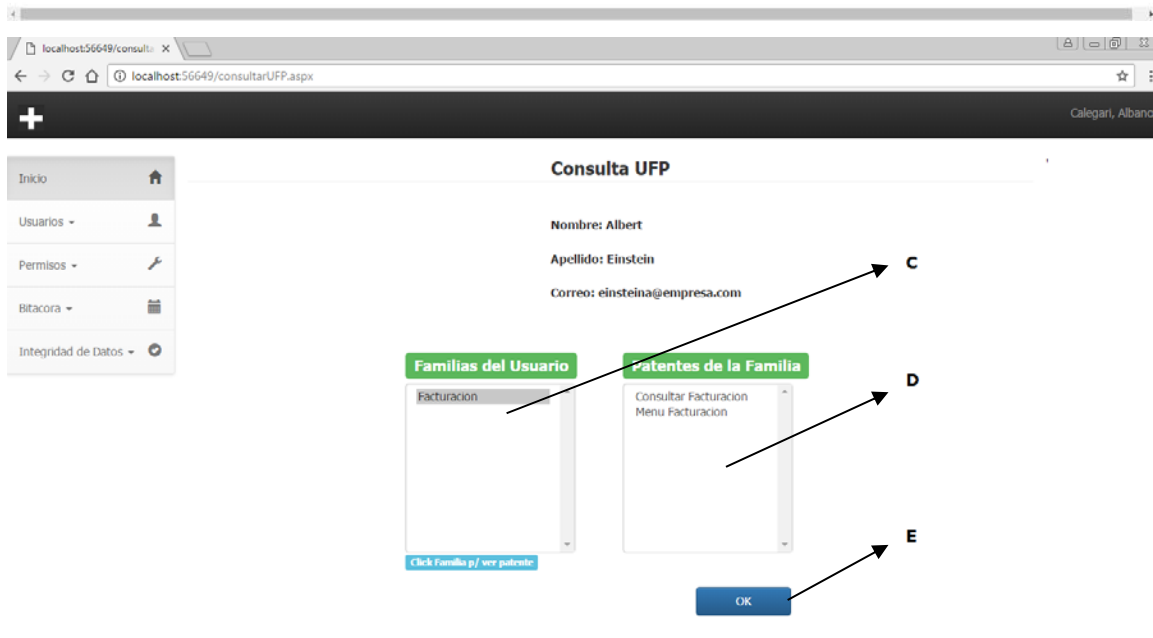 localhost:56649/consulta
localhost:56649/consultarUFP.aspx
Calegari, Albano
Consulta UFP
Inicio
Usuarios
Permisos
Bitacora
Integridad de Datos
Nombre: Albert
Apellido: Einstein
Correo: einsteina@empresa.com
C
Familias del Usuario
Patentes de la Familia
D
Facturacion
Consultar Facturacion
Menu Facturacion
E
Click Familia p/ ver patente
OK